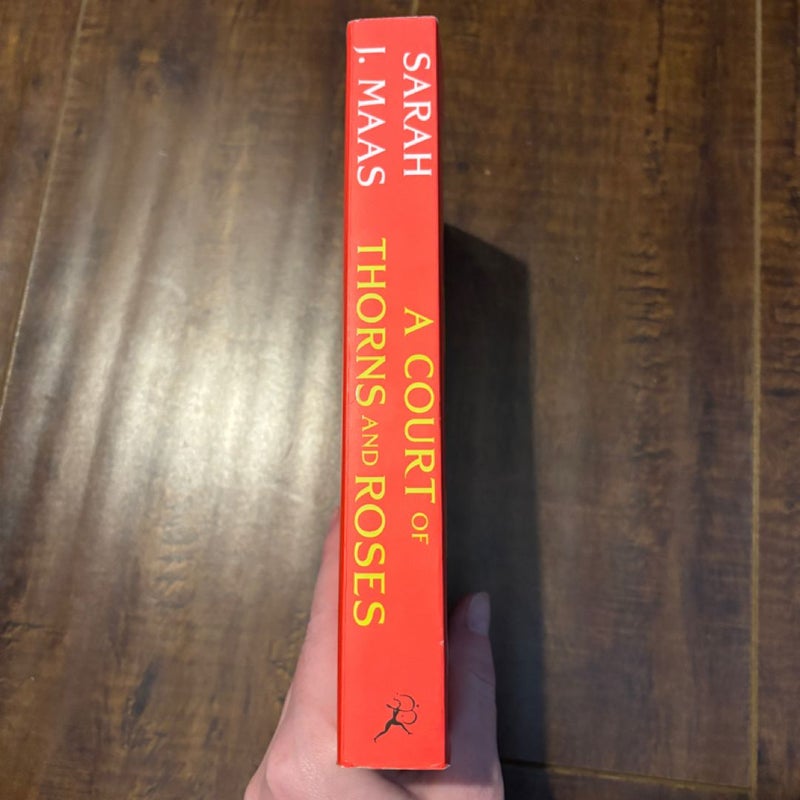 SARAH
J. MAAS
A COURT OF
THORNS AND ROSES